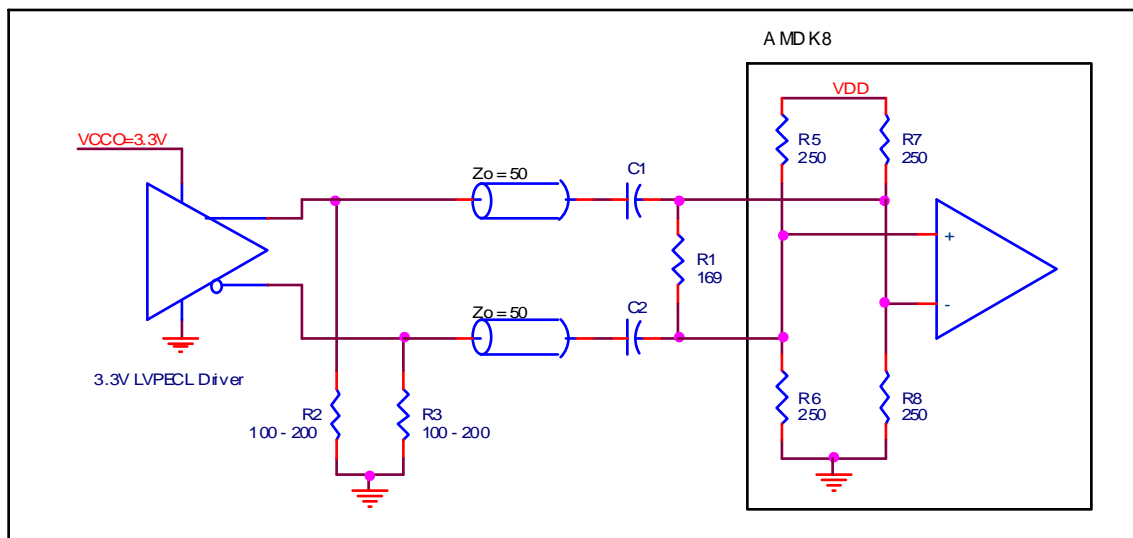 AMDK8
VDD
VCCO=3.3V
R5
250
R7
250
Zo = 50
C1
+
R1
169
-
Zo = 50
C2
3.3V LVPECL Driver
R2
100 - 200
R3
100 - 200
R6
250
R8
250